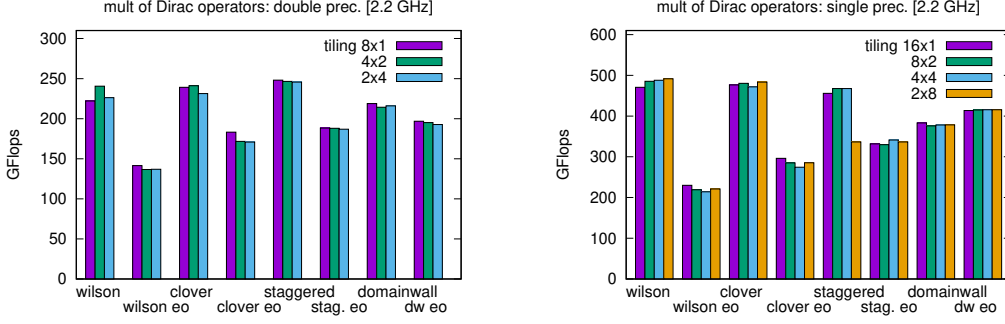 mult of Dirac operators: double prec. [2.2 GHz]
300
250
200
150
100
50
0
GFlops
tiling 8x1
4x2
2x4
wilson clover staggered domainwall
wilson eo clover eo stag. eo dw eo
mult of Dirac operators: single prec. [2.2 GHz]
600
500
400
300
200
100
0
GFlops
tiling 16x1
8x2
4x4
2x8
wilson clover staggered domainwall
wilson eo clover eo stag. eo dw eo